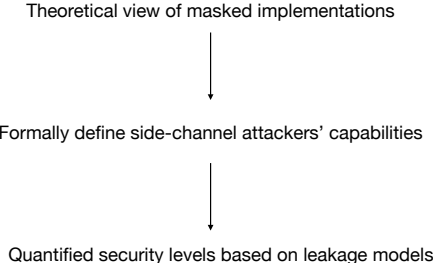 Theoretical view of masked implementations
Formally define side-channel attackers' capabilities
Quantified security levels based on leakage models